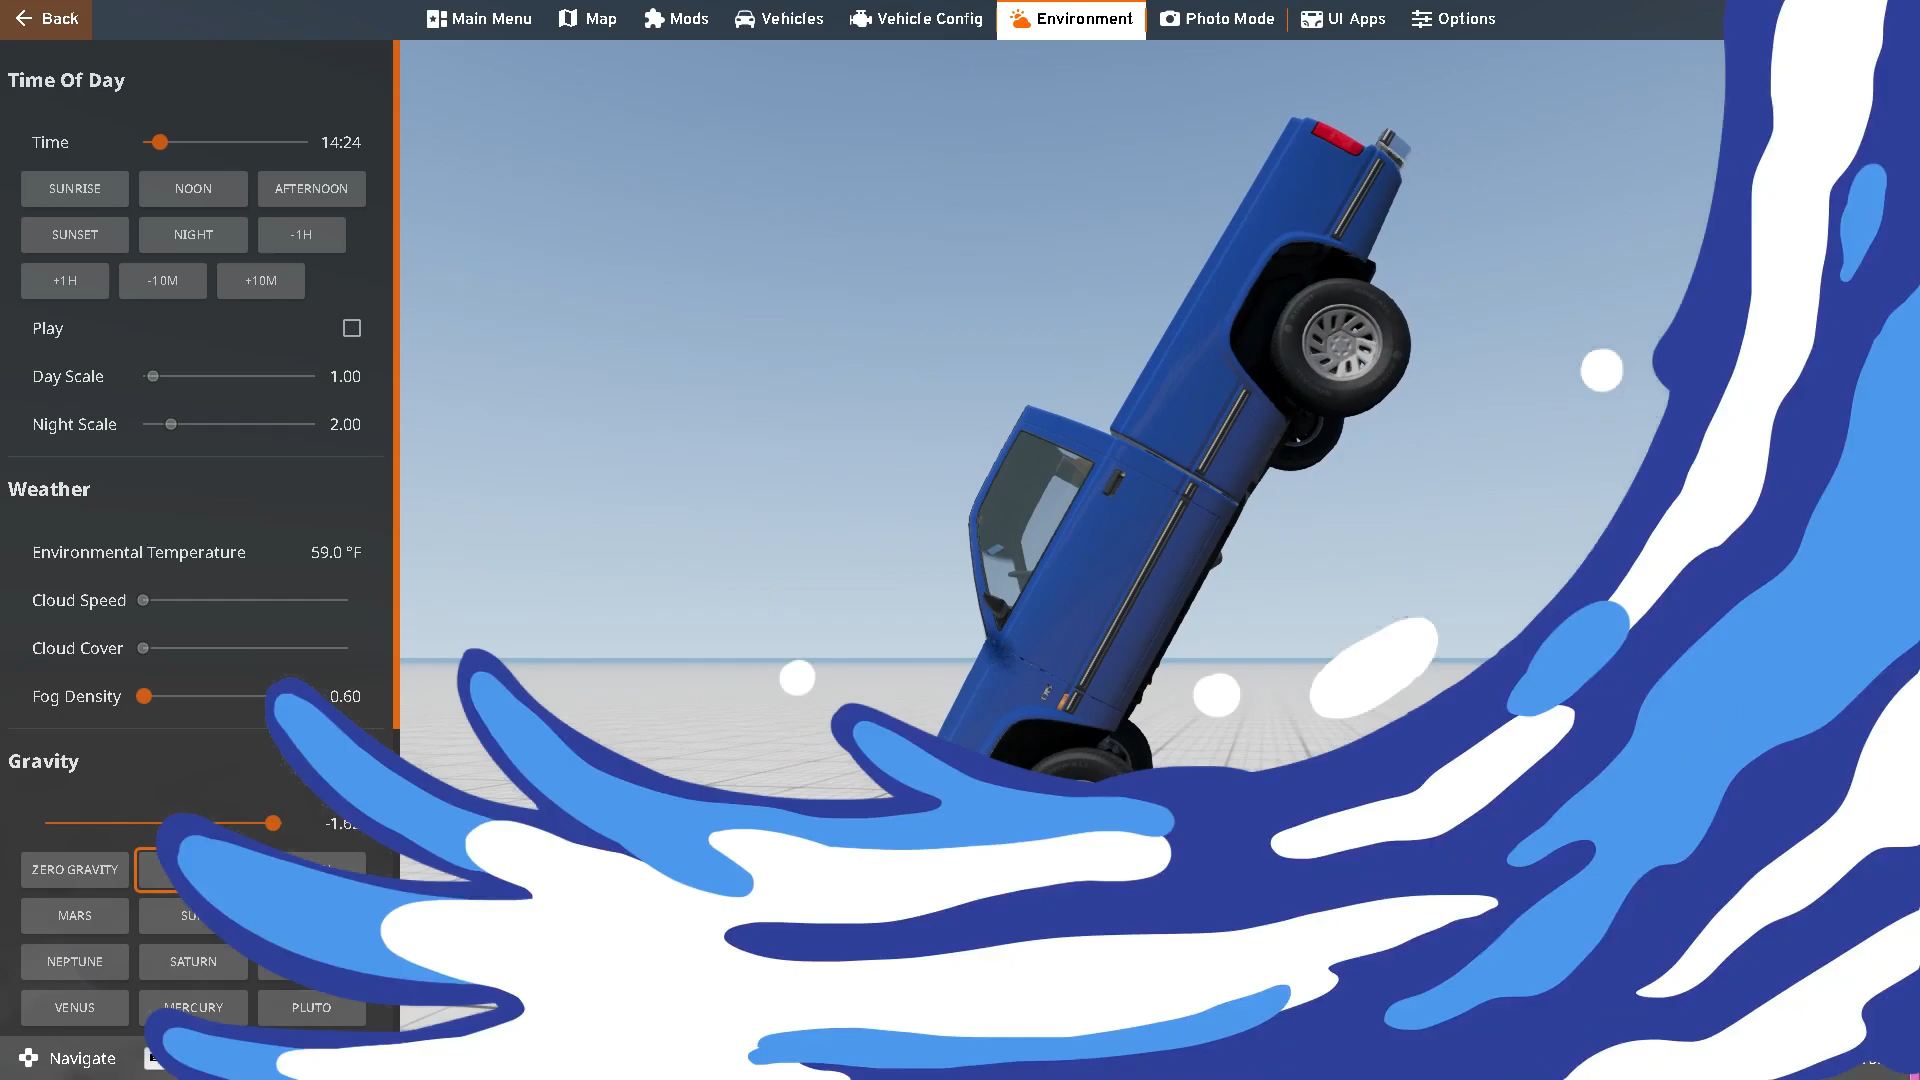 Back
Main Menu
Map
Mods
Vehicles
Vehicle Config
Environment
Photo Mode
UI Apps
Options
Time Of Day
Time 14:24
SUNRISE NOON AFTERNOON
SUNSET NIGHT -1H
+1H -10M +10M
Play
Day Scale 1.00
Night Scale 2.00
Weather
Environmental Temperature 59.0 °F
Cloud Speed
Cloud Cover
Fog Density 0.60
Gravity
ZERO GRAVITY
MARS
NEPTUNE SATURN
VENUS MERCURY PLUTO
Navigate